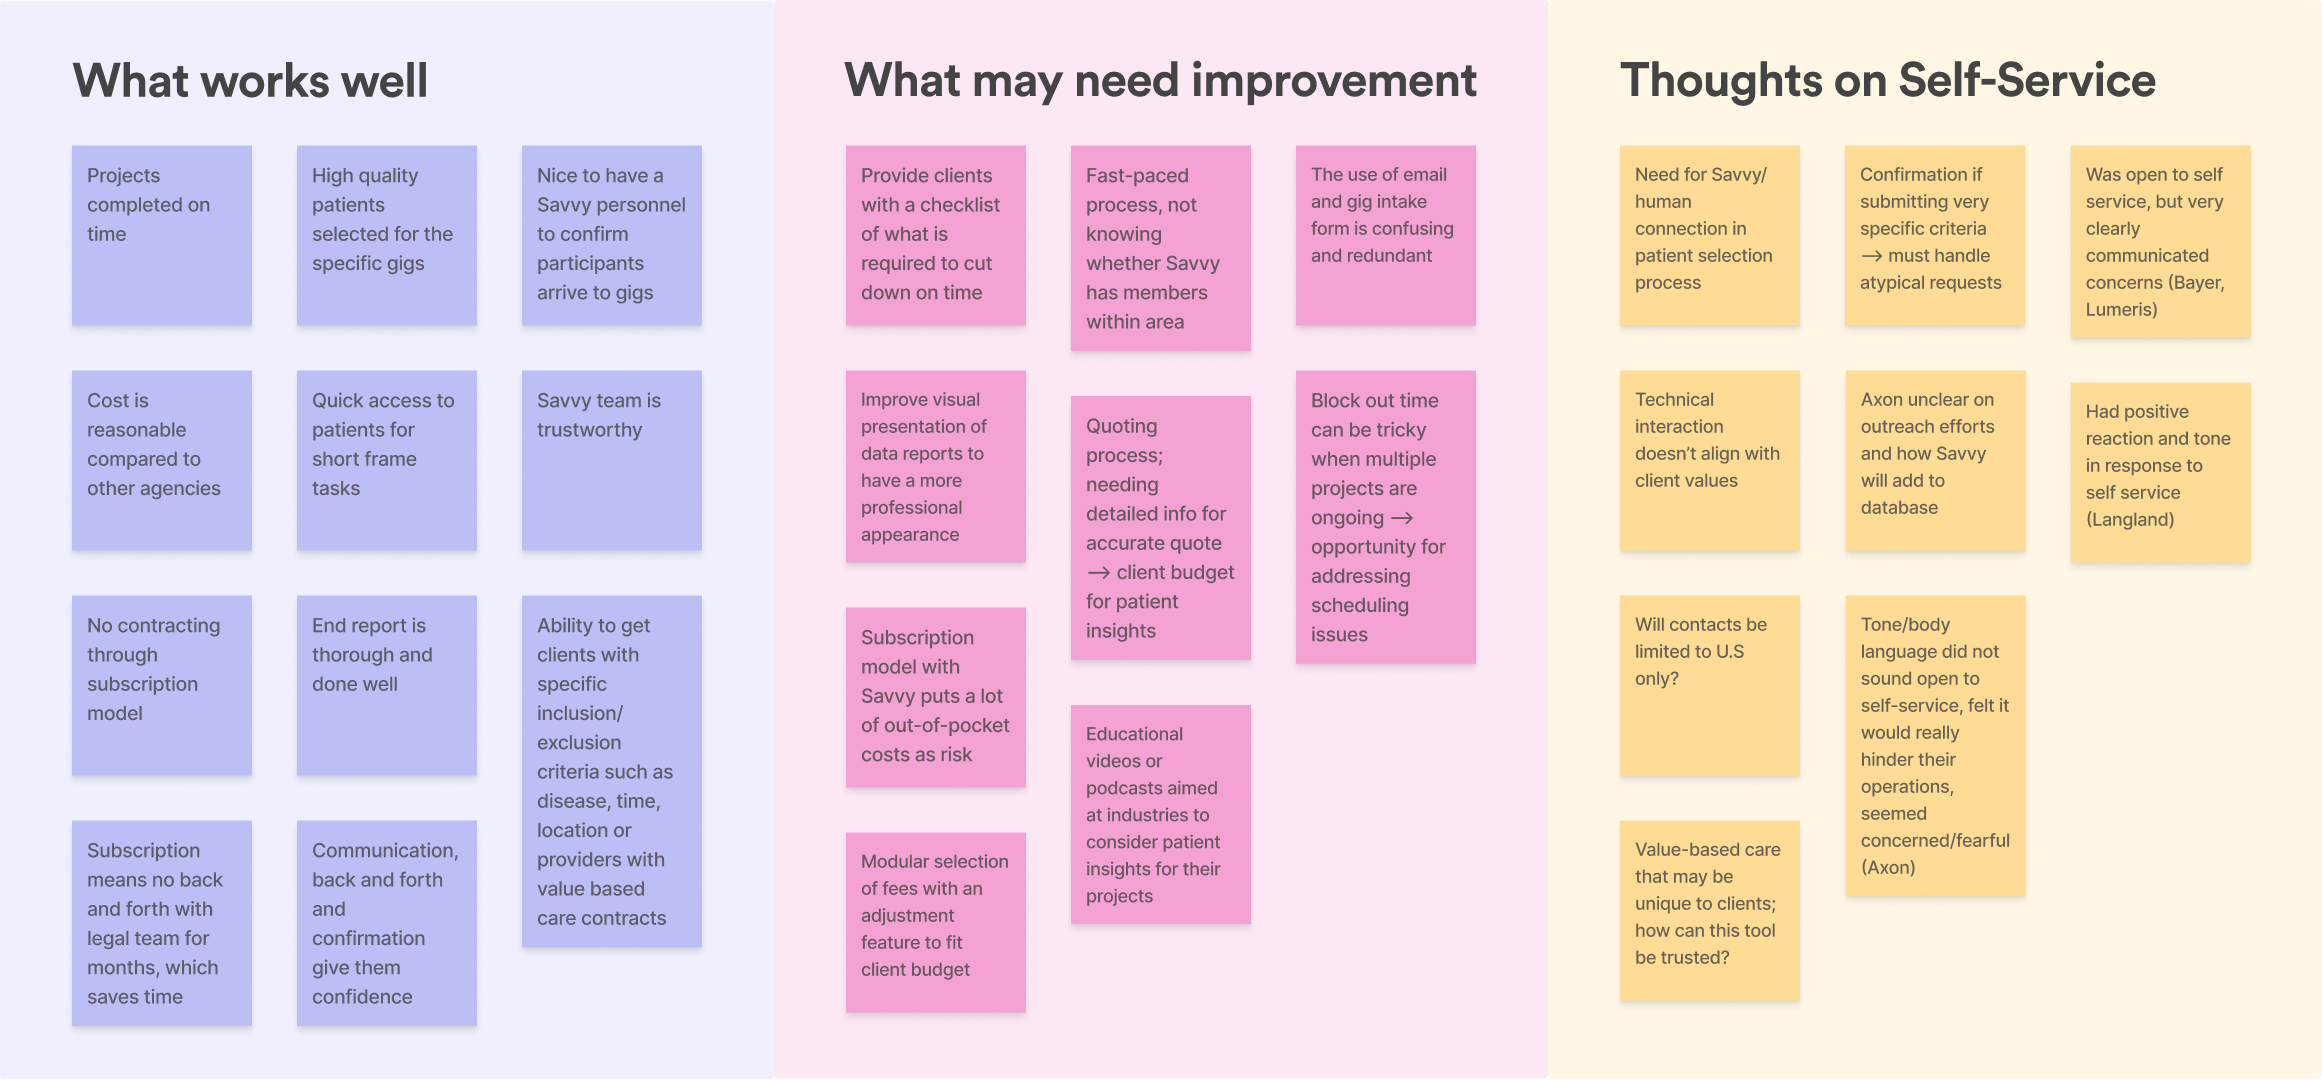 What works well
Projects
completed on
time
High quality
patients
selected for the
specific gigs
Nice to have a
Savvy personnel
to confirm
participants
arrive to gigs
Cost is
reasonable
compared to
other agencies
Quick access to
patients for
short frame
tasks
Savvy team is
trustworthy
No contracting
through
subscription
model
End report is
thorough and
done well
Ability to get
clients with
specific
inclusion/
exclusion
criteria such as
disease, time,
location or
providers with
value based
care contracts
Subscription
means no back
and forth with
legal team for
months, which
saves time
Communication,
back and forth
and
confirmation
give them
confidence
What may need improvement
Provide clients
with a checklist
of what is
required to cut
down on time
Fast-paced
process, not
knowing
whether Savvy
has members
within area
The use of email
and gig intake
form is confusing
and redundant
Improve visual
presentation of
data reports to
have a more
professional
appearance
Quoting
process;
needing
detailed info for
accurate quote
→ client budget
for patient
insights
Block out time
can be tricky
when multiple
projects are
ongoing →
opportunity for
addressing
scheduling
issues
Subscription
model with
Savvy puts a lot
of out-of-pocket
costs as risk
Educational
videos or
podcasts aimed
at industries to
consider patient
insights for their
projects
Modular selection
of fees with an
adjustment
feature to fit
client budget
Thoughts on Self-Service
Need for Savvy/
human
connection in
patient selection
process
Confirmation if
submitting very
specific criteria
→ must handle
atypical requests
Was open to self
service, but very
clearly
communicated
concerns (Bayer,
Lumeris)
Technical
interaction
doesn’t align with
client values
Axon unclear on
outreach efforts
and how Savvy
will add to
database
Had positive
reaction and tone
in response to
self service
(Langland)
Will contacts be
limited to U.S
only?
Tone/body
language did not
sound open to
self-service, felt it
would really
hinder their
operations,
seemed
concerned/fearful
(Axon)
Value-based care
that may be
unique to clients;
how can this tool
be trusted?